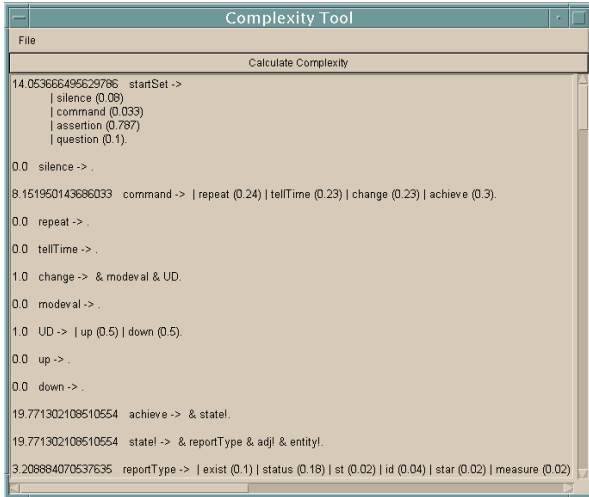 Complexity Tool
File
Calculate Complexity
14.053666495629786 startSet ->
| silence (0.08)
| command (0.033)
| assertion (0.787)
| question (0.1).
0.0 silence -> .
8.151950143686033 command -> | repeat (0.24) | tellTime (0.23) | change (0.23) | achieve (0.3).
0.0 repeat -> .
0.0 tellTime -> .
1.0 change -> & modeval & UD.
0.0 modeval -> .
1.0 UD -> | up (0.5) | down (0.5).
0.0 up -> .
0.0 down -> .
19.771302108510554 achieve -> & state!.
19.771302108510554 state! -> & reportType & adj! & entity!.
3.208884070537635 reportType -> | exist (0.1) | status (0.18) | st (0.02) | id (0.04) | star (0.02) | measure (0.02)